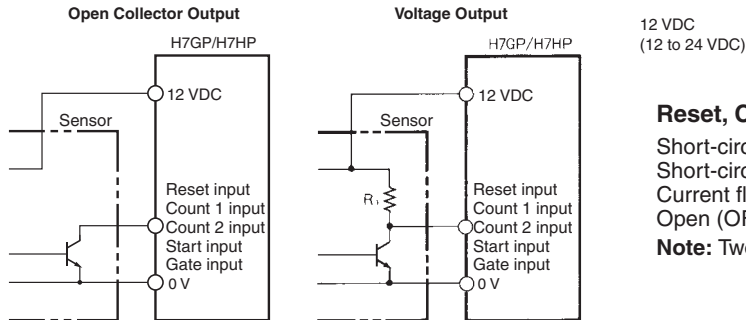 Open Collector Output
H7GP/H7HP
12 VDC
Sensor
Reset input
Count 1 input
Count 2 input
Start input
Gate input
0 V
Voltage Output
H7GP/H7HP
12 VDC
Sensor
R1
Reset input
Count 1 input
Count 2 input
Start input
Gate input
0 V
12 VDC
(12 to 24 VDC)
Reset, C
Short-circ
Short-circ
Current fl
Open (OF
Note: Two